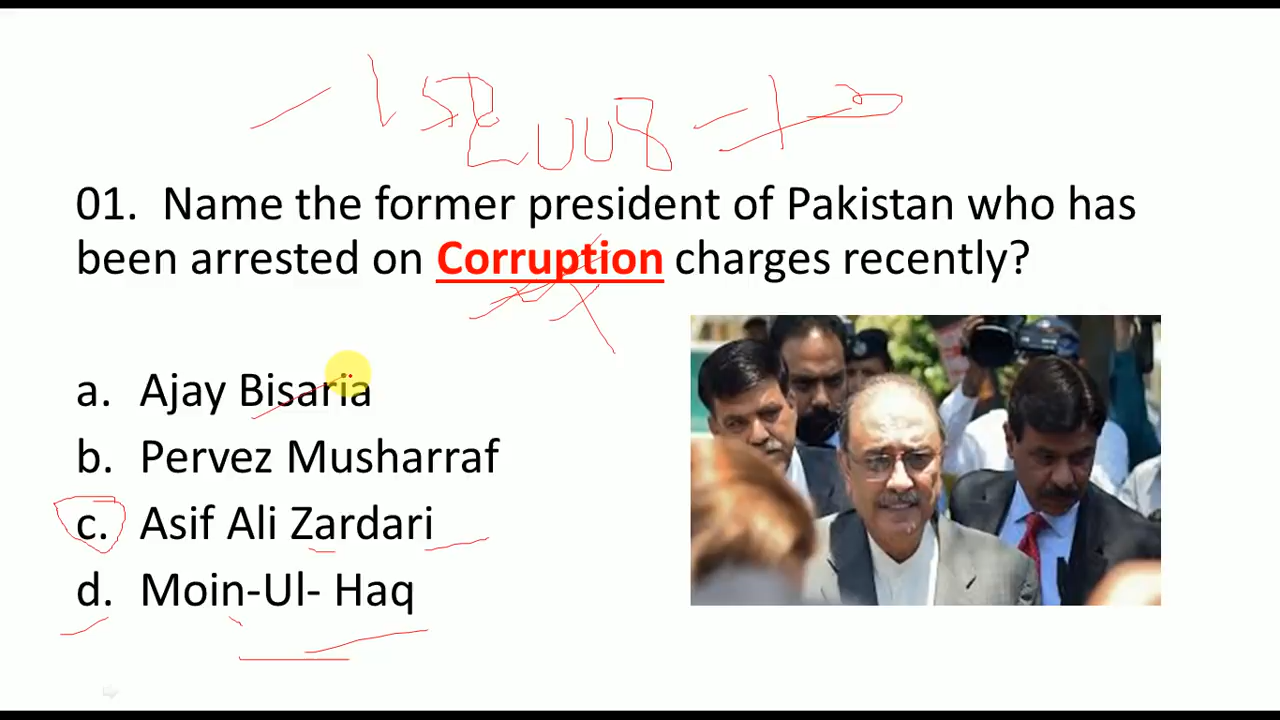 2008
01. Name the former president of Pakistan who has
been arrested on Corruption charges recently?
a. Ajay Bisaria
b. Pervez Musharraf
c. Asif Ali Zardari
d. Moin-Ul- Haq